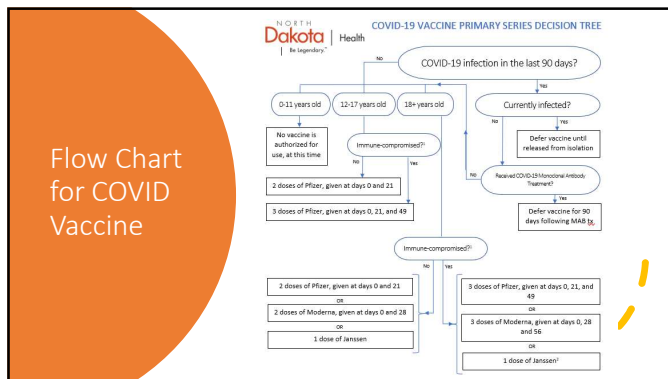 Flow Chart
for COVID
Vaccine
NORTH
Dakota | Health
Be Legendary.™
COVID-19 VACCINE PRIMARY SERIES DECISION TREE
COVID-19 infection in the last 90 days?
No
Yes
0-11 years old
12-17 years old
18+ years old
Currently infected?
No
Yes
No vaccine is
authorized for
use, at this time
Immune-compromised?¹
Defer vaccine until
released from isolation
No
Yes
2 doses of Pfizer, given at days 0 and 21
3 doses of Pfizer, given at days 0, 21, and 49
No
Received COVID-19 Monoclonal Antibody
Treatment?
Yes
Defer vaccine for 90
days following MAB tx
Immune-compromised?¹
No
Yes
2 doses of Pfizer, given at days 0 and 21
OR
2 doses of Moderna, given at days 0 and 28
OR
1 dose of Janssen
3 doses of Pfizer, given at days 0, 21, and
49
OR
3 doses of Moderna, given at days 0, 28
and 56
OR
1 dose of Janssen²